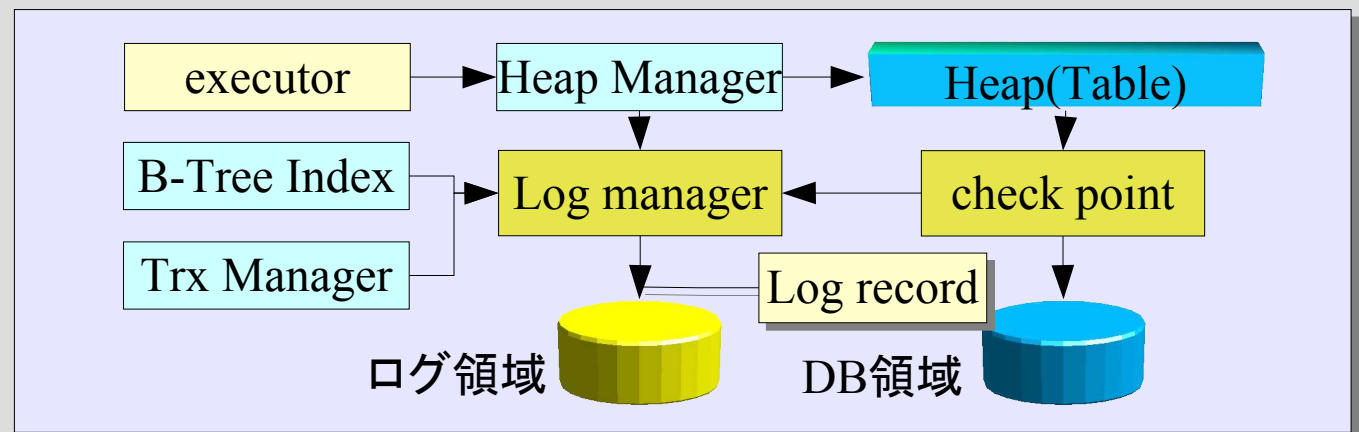 executor
Heap Manager
Heap(Table)
B-Tree Index
Log manager
check point
Trx Manager
Log record
ログ領域
DB領域